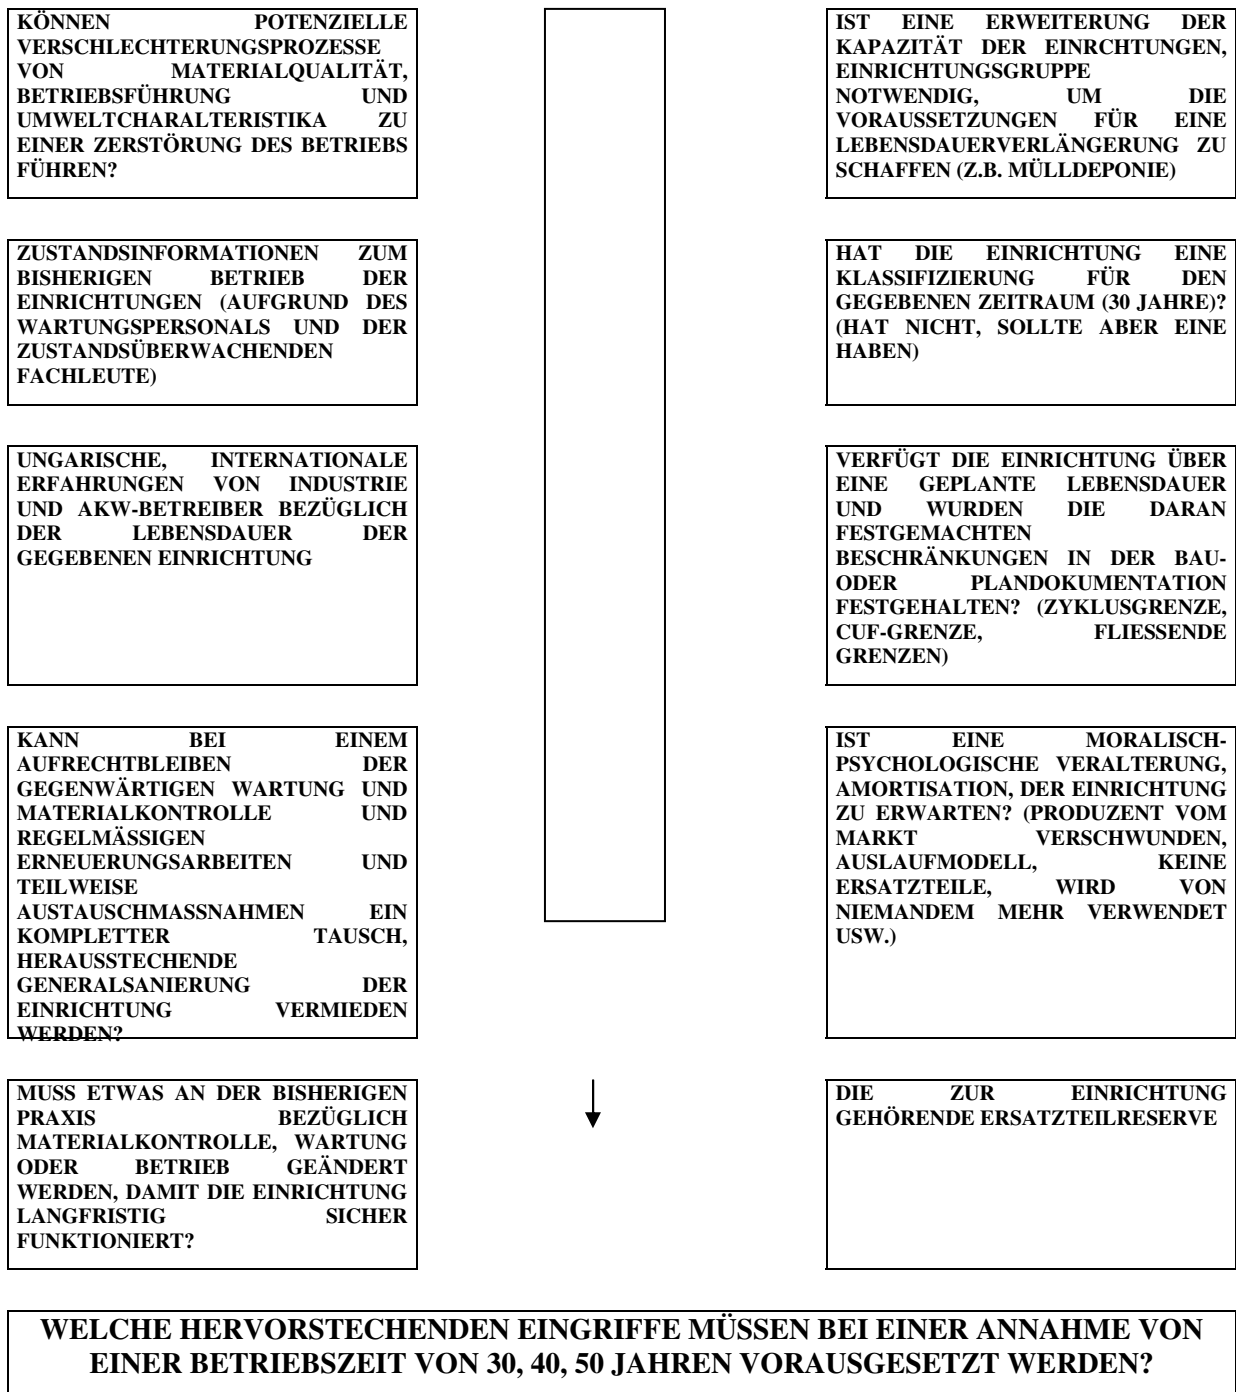 KÖNNEN POTENZIELLE
VERSCHLECHTERUNGSPROZESSE
VON MATERIALQUALITÄT,
BETRIEBSFÜHRUNG UND
UMWELTCHARALTERISTIKA ZU
EINER ZERSTÖRUNG DES BETRIEBS
FÜHREN?
IST EINE ERWEITERUNG DER
KAPAZITÄT DER EINRCHTUNGEN,
EINRICHTUNGSGRUPPE
NOTWENDIG, UM DIE
VORAUSSETZUNGEN FÜR EINE
LEBENSDAUERVERLÄNGERUNG ZU
SCHAFFEN (Z.B. MÜLLDEPONIE)
ZUSTANDSINFORMATIONEN ZUM
BISHERIGEN BETRIEB DER
EINRICHTUNGEN (AUFGRUND DES
WARTUNGSPERSONALS UND DER
ZUSTANDSÜBERWACHENDEN
FACHLEUTE)
HAT DIE EINRICHTUNG EINE
KLASSIFIZIERUNG FÜR DEN
GEGEBENEN ZEITRAUM (30 JAHRE)?
(HAT NICHT, SOLLTE ABER EINE
HABEN)
UNGARISCHE, INTERNATIONALE
ERFAHRUNGEN VON INDUSTRIE
UND AKW-BETREIBER BEZÜGLICH
DER LEBENSDAUER DER
GEGEBENEN EINRICHTUNG
VERFÜGT DIE EINRICHTUNG ÜBER
EINE GEPLANTE LEBENSDAUER
UND WURDEN DIE DARAN
FESTGEMACHTEN
BESCHRÄNKUNGEN IN DER BAU-
ODER PLANDOKUMENTATION
FESTGEHALTEN? (ZYKLUSGRENZE,
CUF-GRENZE, FLIESSENDE
GRENZEN)
KANN BEI EINEM
AUFRECHTBLEIBEN DER
GEGENWÄRTIGEN WARTUNG UND
MATERIALKONTROLLE UND
REGELMÄSSIGEN
ERNEUERUNGSARBEITEN UND
TEILWEISE
AUSTAUSCHMASSNAHMEN EIN
KOMPLETTER TAUSCH,
HERAUSSTECHENDE
GENERALSANIERUNG DER
EINRICHTUNG VERMIEDEN
WERDEN?
IST EINE MORALISCH-
PSYCHOLOGISCHE VERALTERUNG,
AMORTISATION, DER EINRICHTUNG
ZU ERWARTEN? (PRODUZENT VOM
MARKT VERSCHWUNDEN,
AUSLAUFMODELL, KEINE
ERSATZTEILE, WIRD VON
NIEMANDEM MEHR VERWENDET
USW.)
MUSS ETWAS AN DER BISHERIGEN
PRAXIS BEZÜGLICH
MATERIALKONTROLLE, WARTUNG
ODER BETRIEB GEÄNDERT
WERDEN, DAMIT DIE EINRICHTUNG
LANGFRISTIG SICHER
FUNKTIONIERT?
DIE ZUR EINRICHTUNG
GEHÖRENDE ERSATZTEILRESERVE
WELCHE HERVORSTECHENDEN EINGRIFFE MÜSSEN BEI EINER ANNAHME VON
EINER BETRIEBSZEIT VON 30, 40, 50 JAHREN VORAUSGESETZT WERDEN?